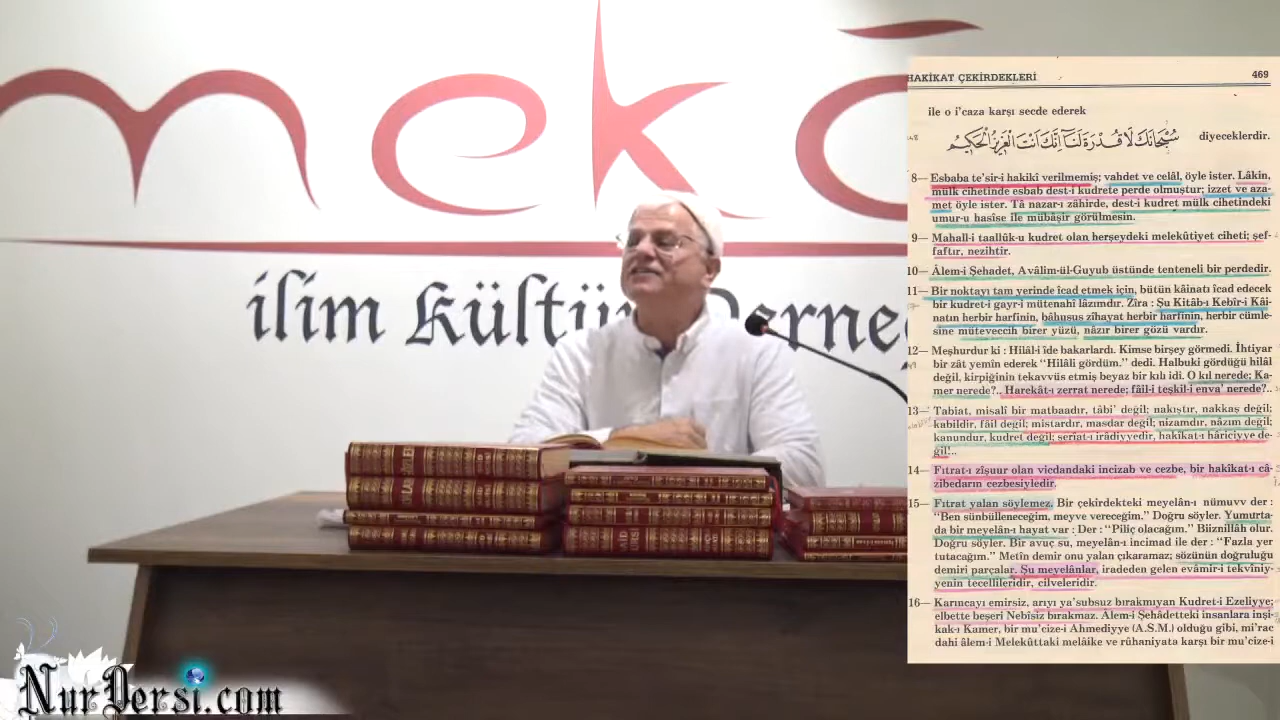 mekâ
ilim Kültür Derneğ
HAKİKAT ÇEKİRDEKLERİ 469
ile o i'caza karşı secde ederek
سُبْحَانَكَ لَا قُدْرَةَ لَنَا اِنَّكَ اَنْتَ الْعَزِيزُ الْحَكِيمُ diyeceklerdir.
8— Esbaba te'sir-i hakikî verilmemiş; vahdet ve celâl, öyle ister. Lâkin,
mülk cihetinde esbab dest-i kudrete perde olmuştur; izzet ve aza-
met öyle ister. Tâ nazar-ı zâhirde, dest-i kudret mülk cihetindeki
umur-u hasîse ile mübâşir görülmesin.
9— Mahall-i taallûk-u kudret olan herşeydeki melekûtiyet ciheti; şef-
faftır, nezihtir.
10— Âlem-i Şehadet, Avâlim-ül-Guyub üstünde tenteneli bir perdedir.
11— Bir noktayı tam yerinde îcad etmek için, bütün kâinatı îcad edecek
bir kudret-i gayr-i mütenahî lâzımdır. Zîra : Şu Kitâb-ı Kebîr-i Kâi-
natın herbir harfinin, bâhusus zîhayat herbir harfinin, herbir cümle-
sine müteveccih birer yüzü, nâzır birer gözü vardır.
12— Meşhurdur ki : Hilâl-i îde bakarlardı. Kimse birşey görmedi. İhtiyar
bir zât yemîn ederek "Hilâli gördüm." dedi. Halbuki gördüğü hilâl
değil, kirpiğinin tekavvüs etmiş beyaz bir kılı idi. O kıl nerede; Ka-
mer nerede?.. Harekât-ı zerrat nerede; fâil-i teşkîl-i enva' nerede?..
13— Tabiat, misalî bir matbaadır, tâbi' değil; nakıştır, nakkaş değil;
kabildir, fâil değil; mistardır, masdar değil; nizamdır, nâzım değil;
kanundur, kudret değil; şeriat-ı irâdiyyedir, hakikat-ı hâriciyye de-
ğil!..
14— Fıtrat-ı zîşuur olan vicdandaki incizab ve cezbe, bir hakîkat-ı câ-
zibedarın cezbesiyledir.
15— Fıtrat yalan söylemez. Bir çekirdekteki meyelân-ı nümuvv der :
"Ben sünbülleneceğim, meyve vereceğim." Doğru söyler. Yumurta-
da bir meyelân-ı hayat var : Der : "Piliç olacağım." Biiznillâh olur.
Doğru söyler. Bir avuç su, meyelân-ı incimad ile der : "Fazla yer
tutacağım." Metîn demir onu yalan çıkaramaz; sözünün doğruluğu
demiri parçalar. Şu meyelânlar, iradeden gelen evâmir-i tekvîniy-
yenin tecellileridir, cilveleridir.
16— Karıncayı emirsiz, arıyı ya'subsuz bırakmıyan Kudret-i Ezeliyye;
elbette beşeri Nebîsiz bırakmaz. Âlem-i Şehâdetteki insanlara inşi-
kak-ı Kamer, bir mu'cize-i Ahmediyye (A.S.M.) olduğu gibi, mi'rac
dahi âlem-i Melekûttaki melâike ve rûhaniyata karşı bir mu'cize-i
NurDersi.com